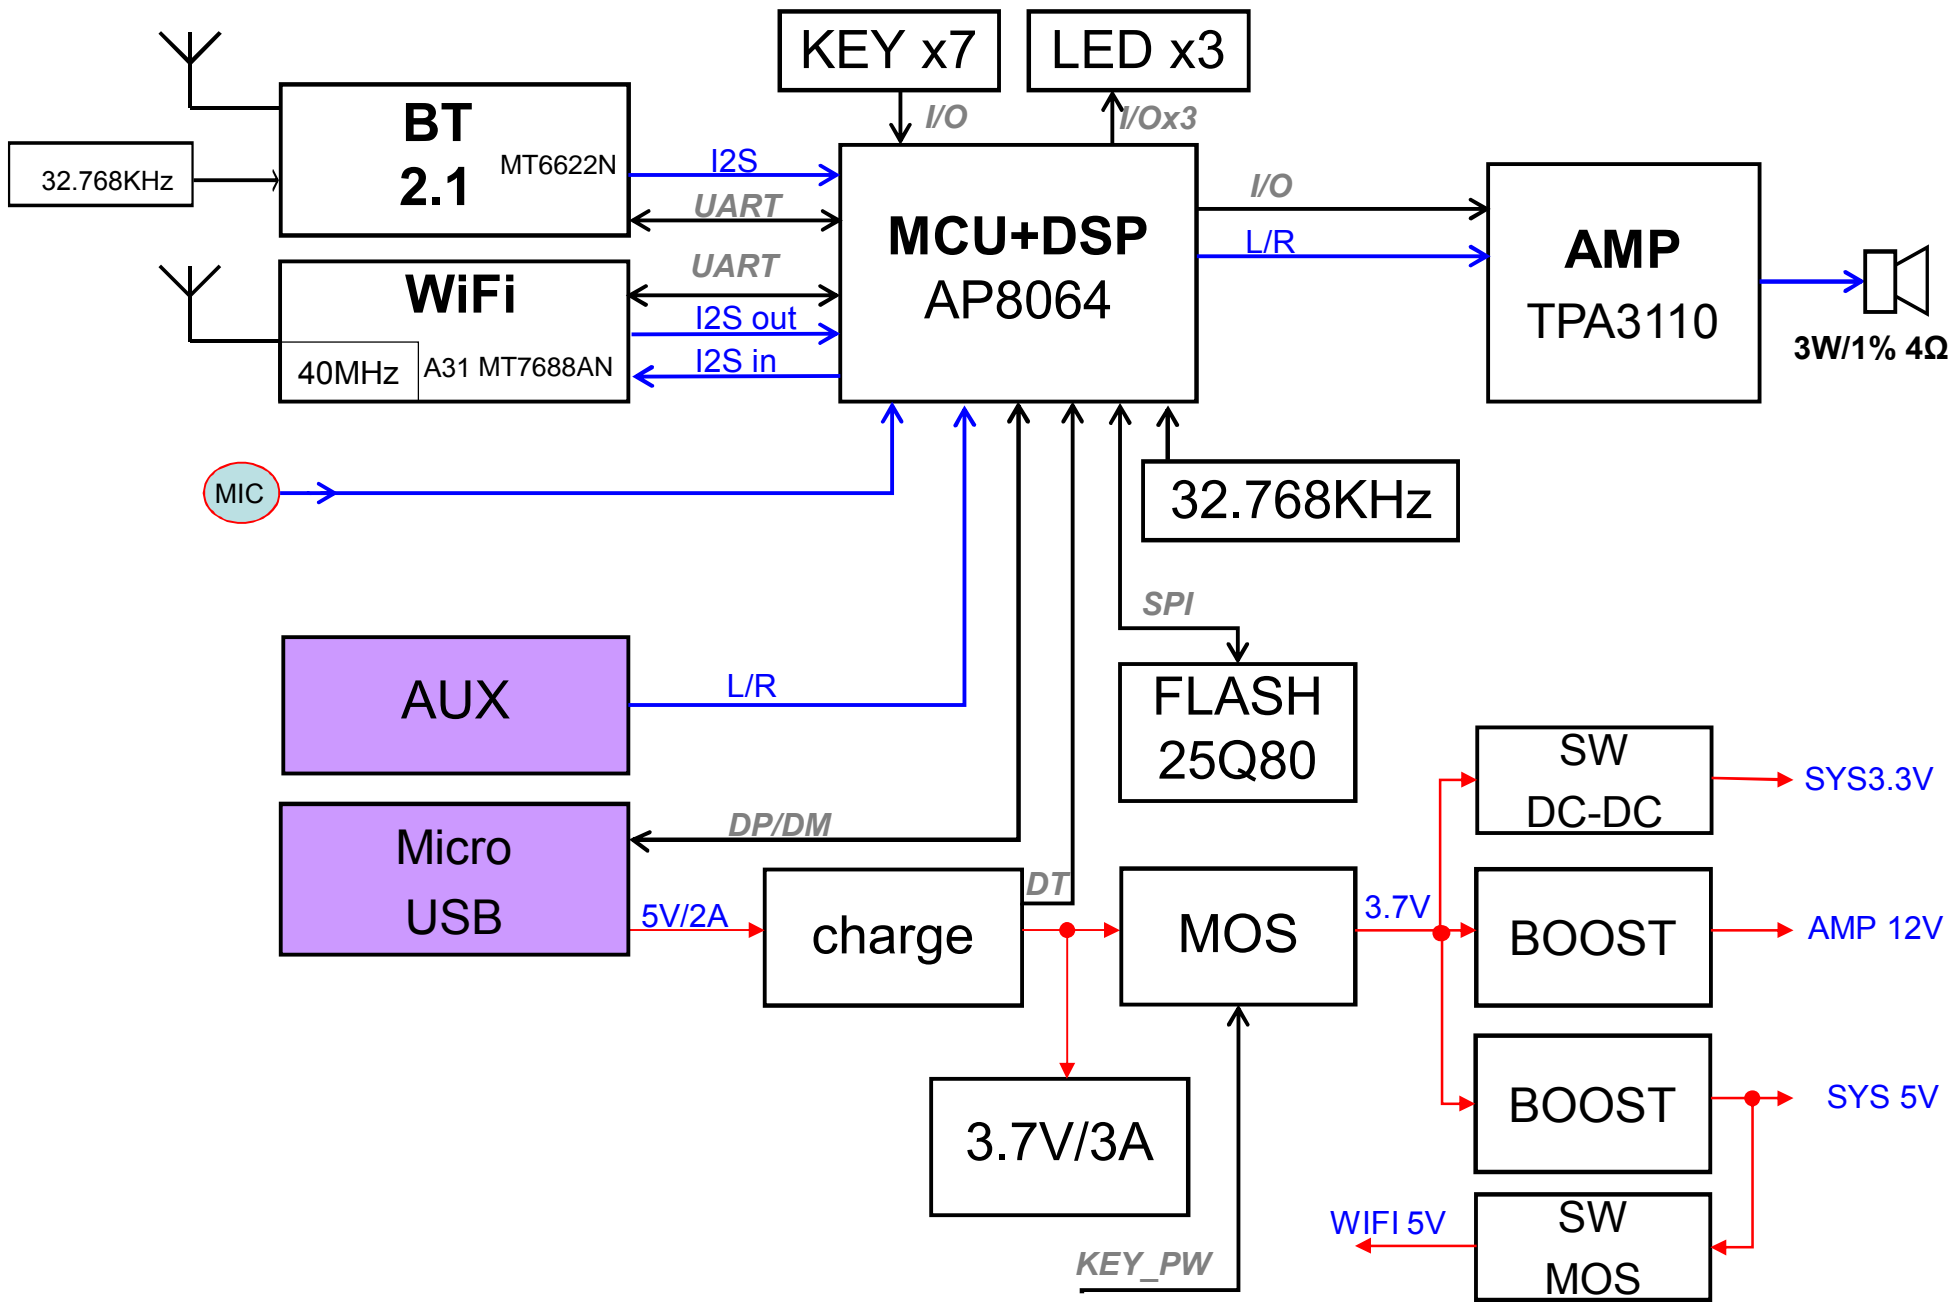 KEY x7
LED x3
I/O
I/Ox3
BT
2.1
MT6622N
32.768KHz
I2S
UART
MCU+DSP
AP8064
I/O
L/R
AMP
TPA3110
3W/1% 4Ω
WiFi
40MHz
A31 MT7688AN
UART
I2S out
I2S in
MIC
32.768KHz
SPI
AUX
L/R
FLASH
25Q80
Micro
USB
DP/DM
5V/2A
charge
DT
MOS
3.7V
SW
DC-DC
SYS3.3V
BOOST
AMP 12V
BOOST
SYS 5V
3.7V/3A
KEY_PW
WIFI 5V
SW
MOS